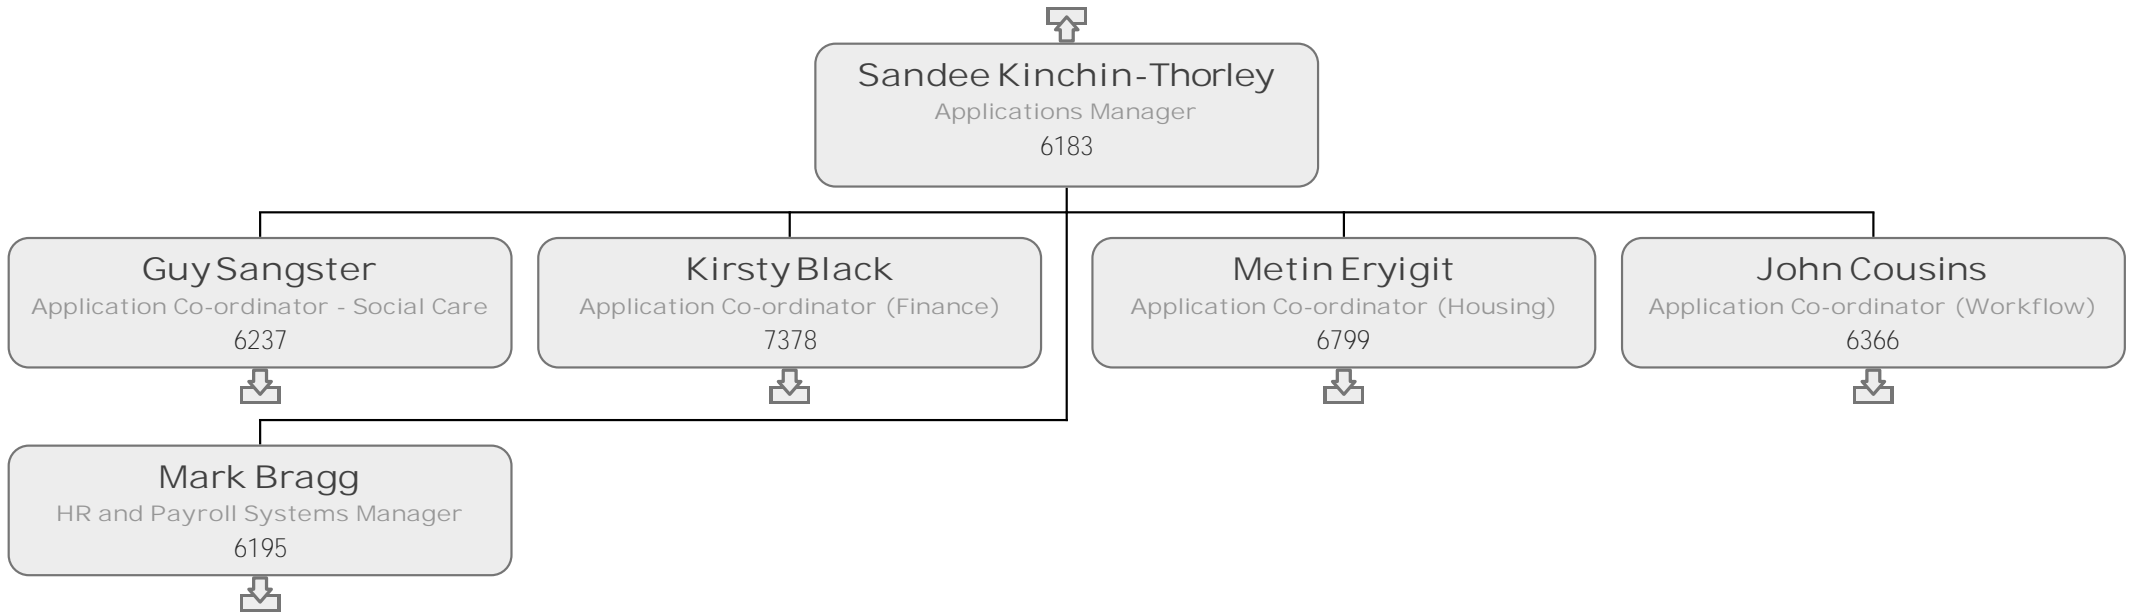 Sandee Kinchin-Thorley
Applications Manager
6183
Guy Sangster
Application Co-ordinator - Social Care
6237
Kirsty Black
Application Co-ordinator (Finance)
7378
Metin Eryigit
Application Co-ordinator (Housing)
6799
John Cousins
Application Co-ordinator (Workflow)
6366
Mark Bragg
HR and Payroll Systems Manager
6195